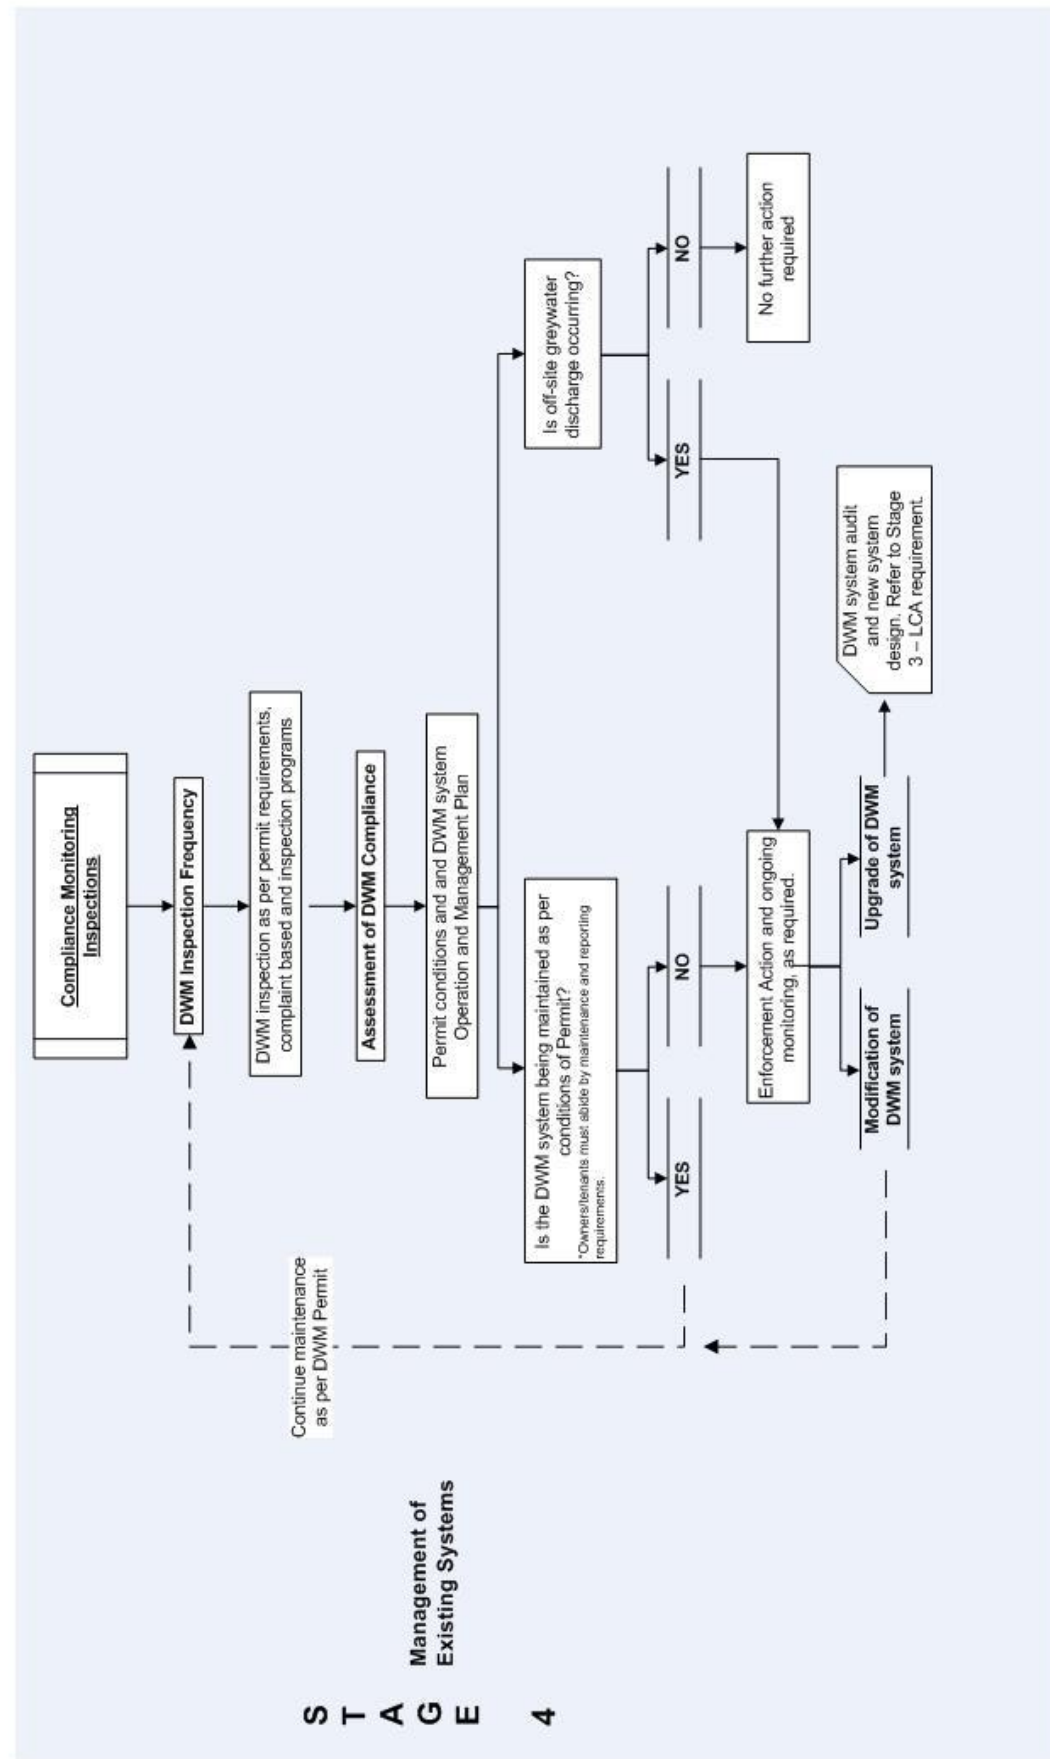 S
T
A
G
E
4
Management of
Existing Systems
Compliance Monitoring
Inspections
DWM Inspection Frequency
DWM inspection as per permit requirements,
complaint based and inspection programs
Assessment of DWM Compliance
Permit conditions and and DWM system
Operation and Management Plan
Continue maintenance
as per DWM Permit
Is the DWM system being maintained as per
conditions of Permit?
*Owners/tenants must abide by maintenance and reporting
requirements.
Is off-site greywater
discharge occurring?
YES
NO
YES
NO
Enforcement Action and ongoing
monitoring, as required.
No further action
required
Modification of
DWM system
Upgrade of DWM
system
DWM system audit
and new system
design. Refer to Stage
3 – LCA requirement.